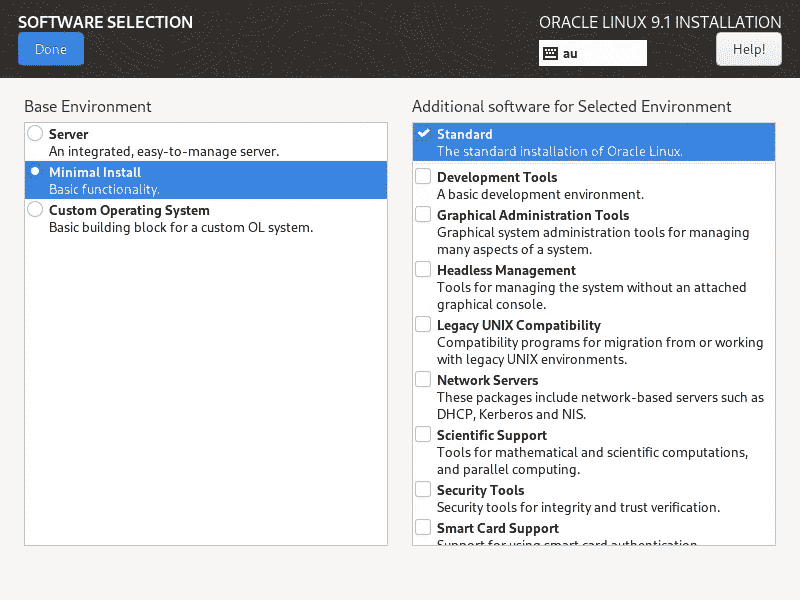 SOFTWARE SELECTION
ORACLE LINUX 9.1 INSTALLATION
Done
au
Help!
Base Environment
Server
An integrated, easy-to-manage server.
Minimal Install
Basic functionality.
Custom Operating System
Basic building block for a custom OL system.
Additional software for Selected Environment
Standard
The standard installation of Oracle Linux.
Development Tools
A basic development environment.
Graphical Administration Tools
Graphical system administration tools for managing
many aspects of a system.
Headless Management
Tools for managing the system without an attached
graphical console.
Legacy UNIX Compatibility
Compatibility programs for migration from or working
with legacy UNIX environments.
Network Servers
These packages include network-based servers such as
DHCP, Kerberos and NIS.
Scientific Support
Tools for mathematical and scientific computations,
and parallel computing.
Security Tools
Security tools for integrity and trust verification.
Smart Card Support
Support for using smart card authentication.